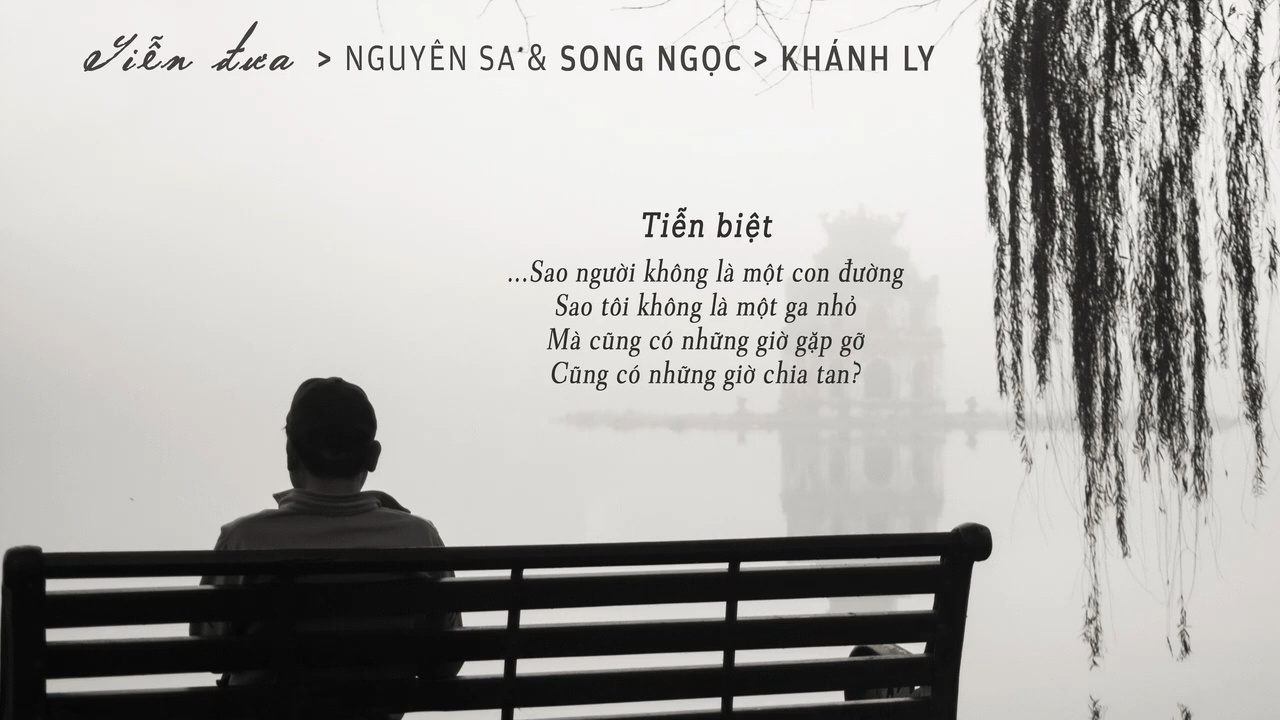 Tiễn đưa > NGUYÊN SA & SONG NGỌC > KHÁNH LY
Tiễn biệt
...Sao người không là một con đường
Sao tôi không là một ga nhỏ
Mà cũng có những giờ gặp gỡ
Cũng có những giờ chia tan?